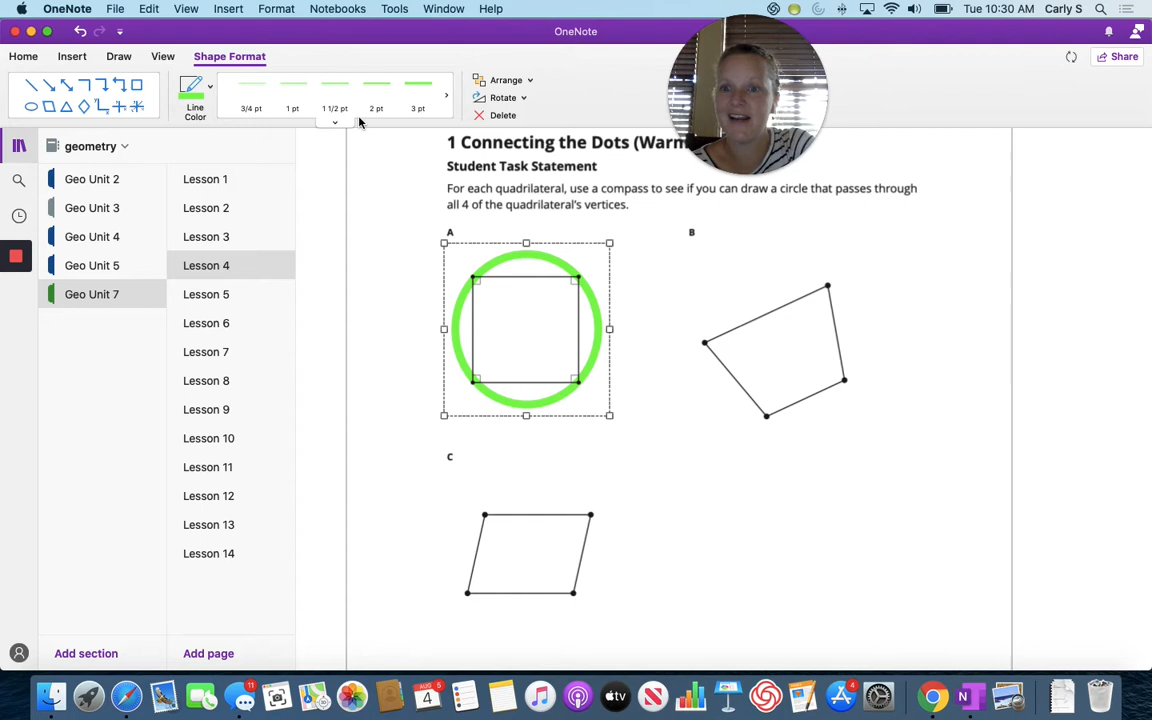 OneNote File Edit View Insert Format Notebooks Tools Window Help Tue 10:30 AM Carly S
OneNote
Home Insert Draw View Shape Format Share
Line Color
3/4 pt 1 pt 1 1/2 pt 2 pt 3 pt
Arrange
Rotate
Delete
geometry
Geo Unit 2
Geo Unit 3
Geo Unit 4
Geo Unit 5
Geo Unit 7
Add section
Lesson 1
Lesson 2
Lesson 3
Lesson 4
Lesson 5
Lesson 6
Lesson 7
Lesson 8
Lesson 9
Lesson 10
Lesson 11
Lesson 12
Lesson 13
Lesson 14
Add page
1 Connecting the Dots
Student Task Statement
For each quadrilateral, use a compass to see if you can draw a circle that passes through
all 4 of the quadrilateral's vertices.
A B
C
11
AUG
4
5
tv
4
N